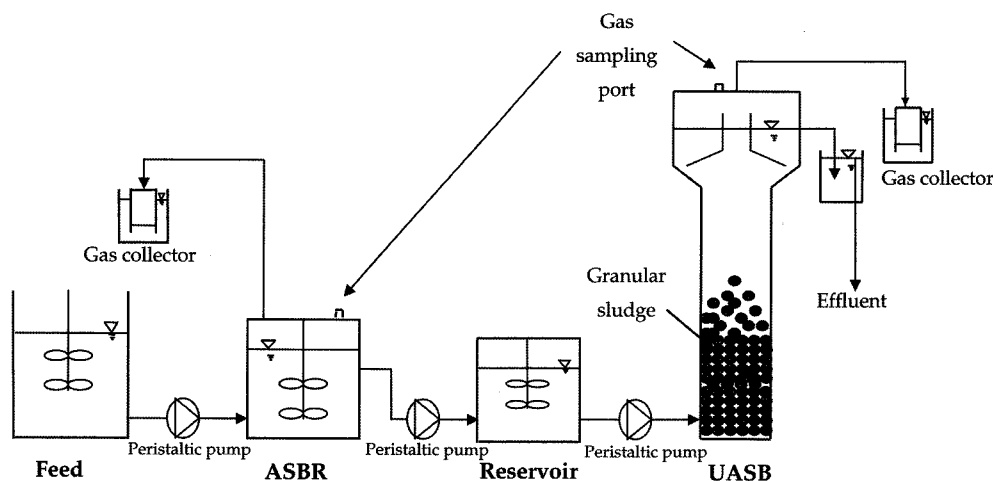 Gas
sampling
port
Gas collector
Gas collector
Granular
sludge
Effluent
Peristaltic pump
Peristaltic pump
Peristaltic pump
Feed
ASBR
Reservoir
UASB